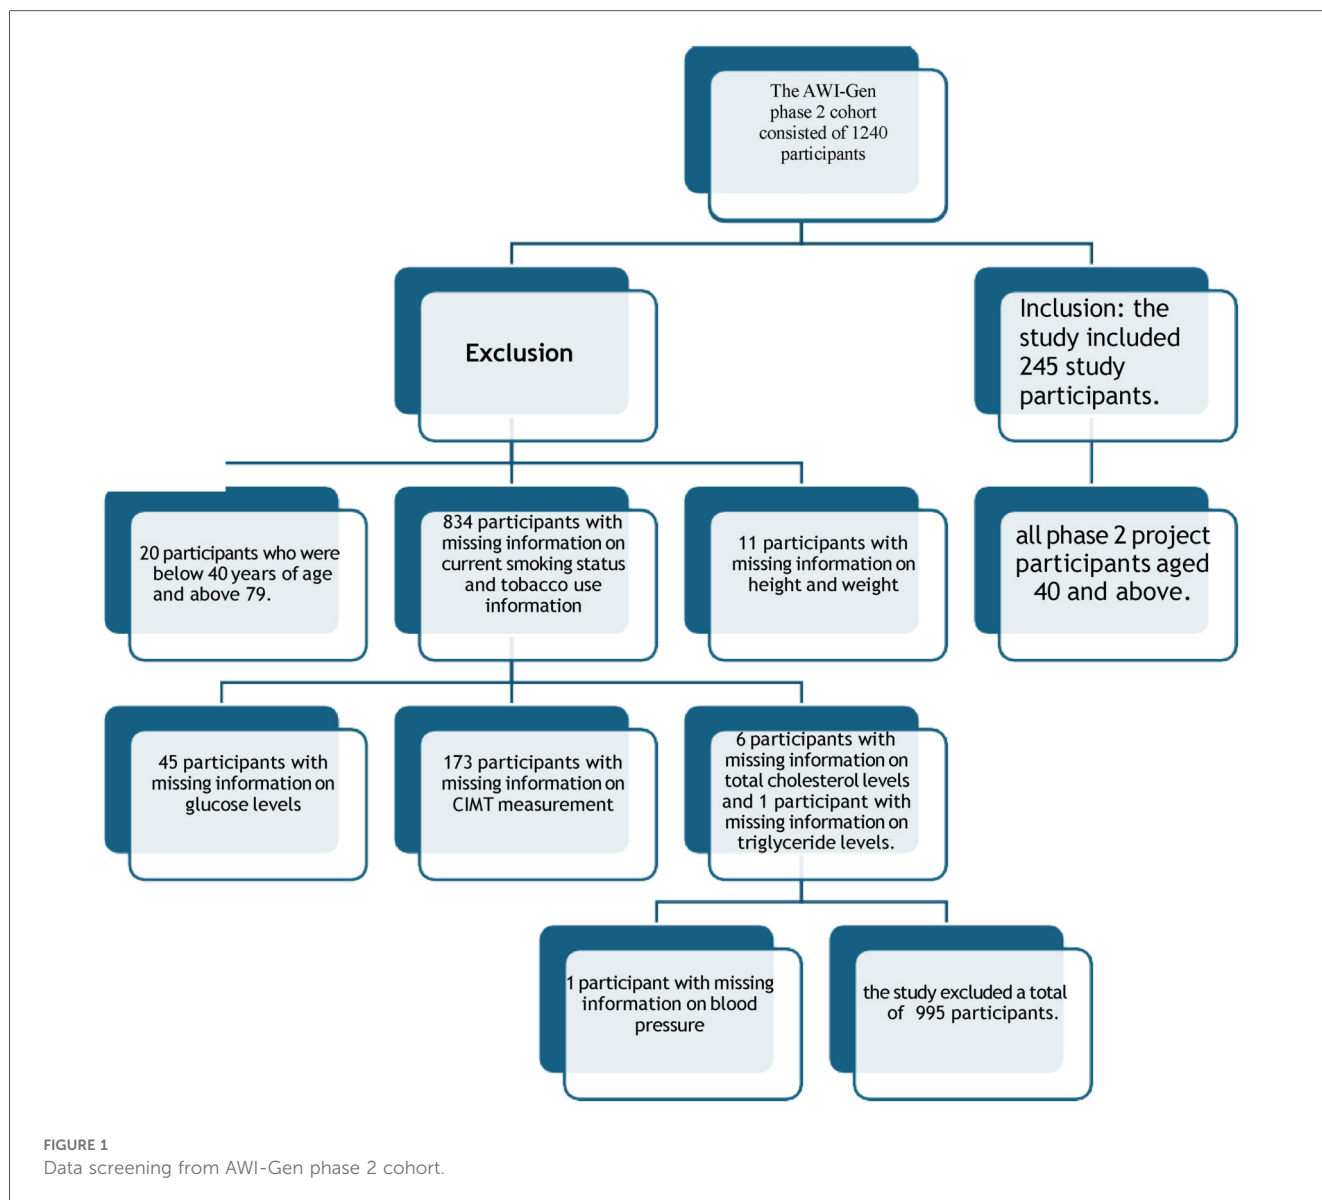 The AWI-Gen
phase 2 cohort
consisted of 1240
participants
Exclusion
Inclusion: the
study included
245 study
participants.
20 participants who were
below 40 years of age
and above 79.
834 participants with
missing information on
current smoking status
and tobacco use
information
11 participants with
missing information on
height and weight
all phase 2 project
participants aged
40 and above.
45 participants with
missing information on
glucose levels
173 participants with
missing information on
CIMT measurement
6 participants with
missing information on
total cholesterol levels
and 1 participant with
missing information on
triglyceride levels.
1 participant with missing
information on blood
pressure
the study excluded a total
of 995 participants.
FIGURE 1
Data screening from AWI-Gen phase 2 cohort.